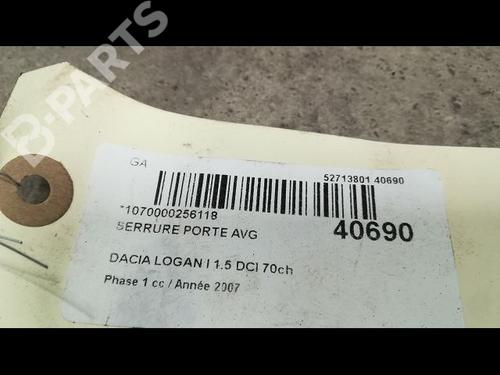 B-PARTS
GA
52713801 40690
*1070000256118
SERRURE PORTE AVG
40690
DACIA LOGAN I 1.5 DCI 70ch
Phase 1 cc / Année 2007